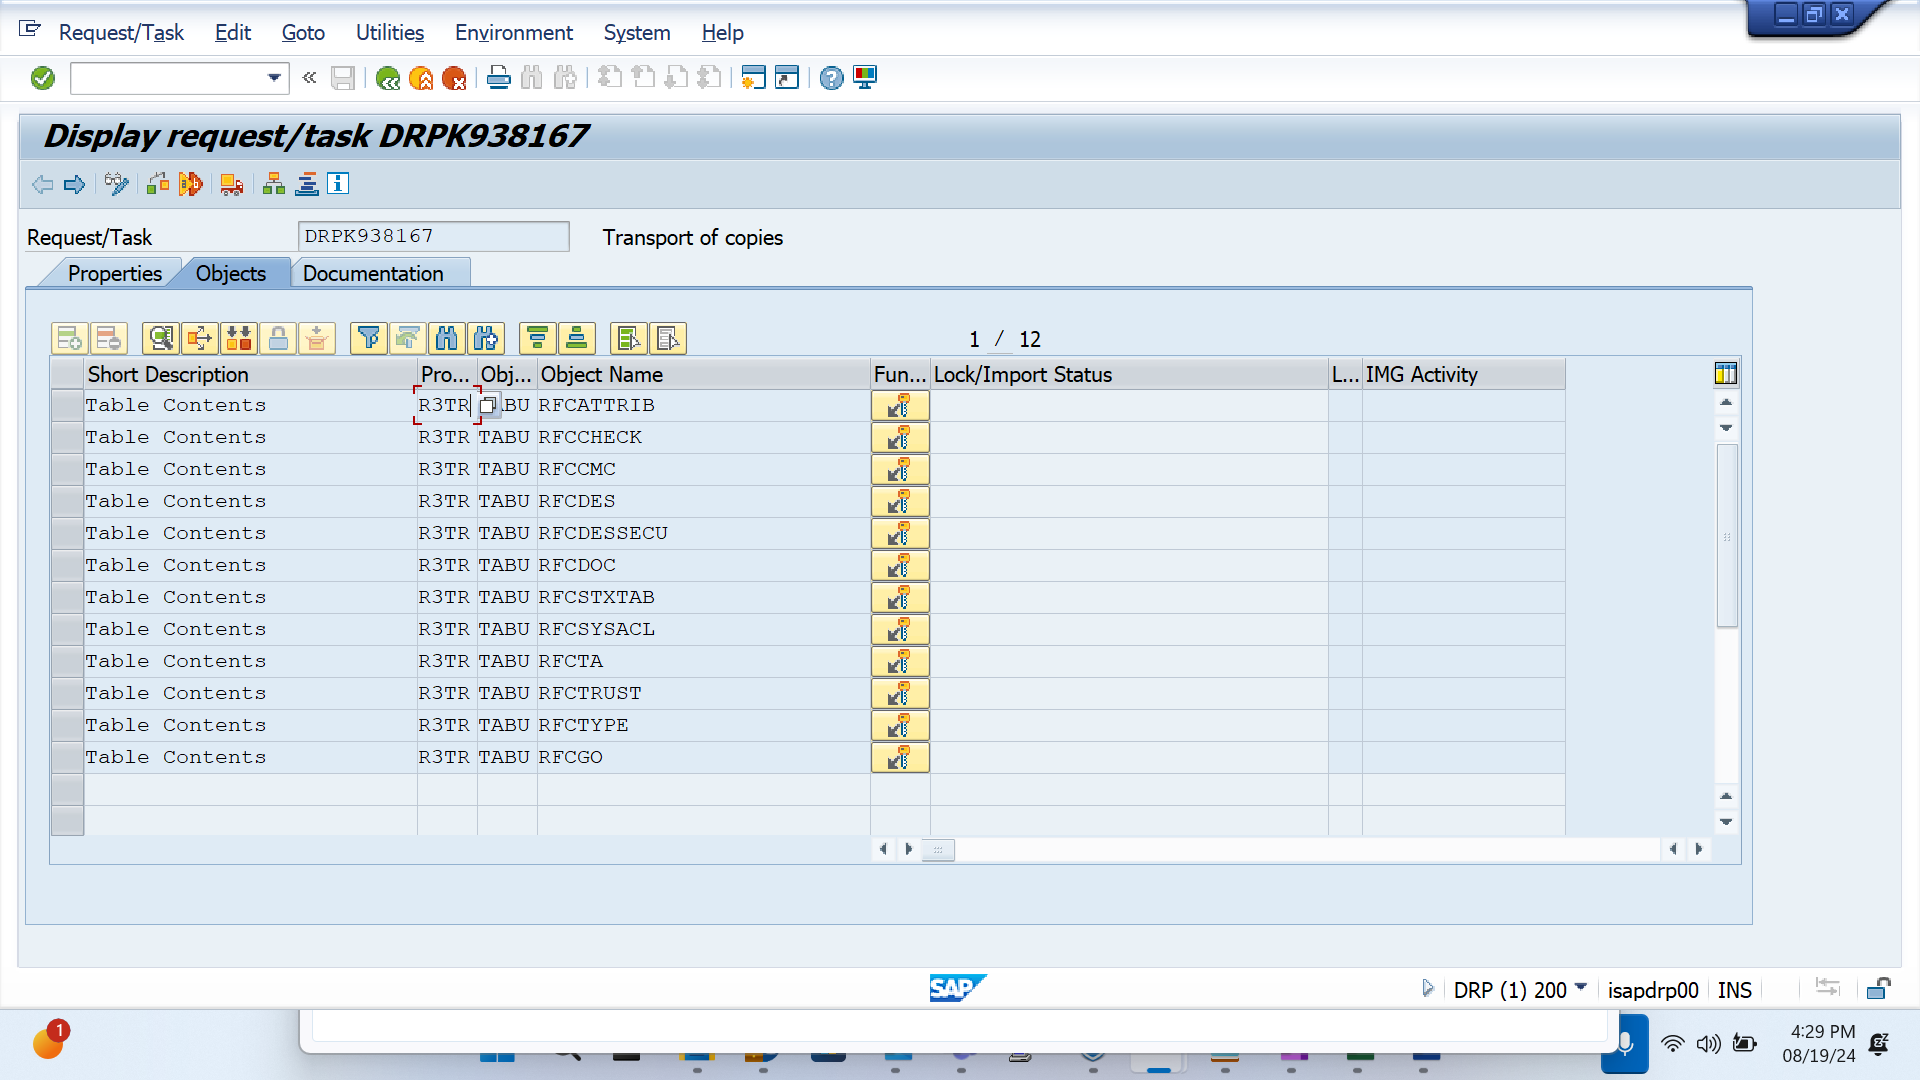 Request/Task Edit Goto Utilities Environment System Help
Display request/task DRPK938167
Request/Task DRPK938167 Transport of copies
Properties Objects Documentation
1 / 12
Short Description Pro... Obj... Object Name Fun... Lock/Import Status L... IMG Activity
Table Contents R3TR ABU RFCATTRIB
Table Contents R3TR TABU RFCCHECK
Table Contents R3TR TABU RFCCMC
Table Contents R3TR TABU RFCDES
Table Contents R3TR TABU RFCDESSECU
Table Contents R3TR TABU RFCDOC
Table Contents R3TR TABU RFCSTXTAB
Table Contents R3TR TABU RFCSYSACL
Table Contents R3TR TABU RFCTA
Table Contents R3TR TABU RFCTRUST
Table Contents R3TR TABU RFCTYPE
Table Contents R3TR TABU RFCGO
SAP DRP (1) 200 isapdrp00 INS
1
4:29 PM
08/19/24